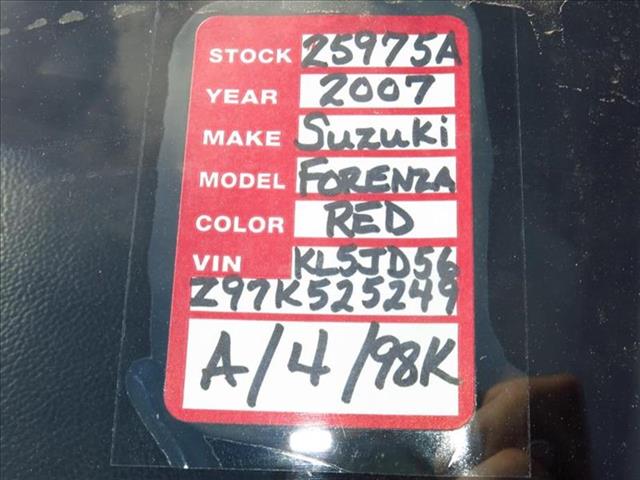 STOCK 25975A
YEAR 2007
MAKE Suzuki
MODEL FORENZA
COLOR RED
VIN KL5JD56
Z97K525249
A/4/98K